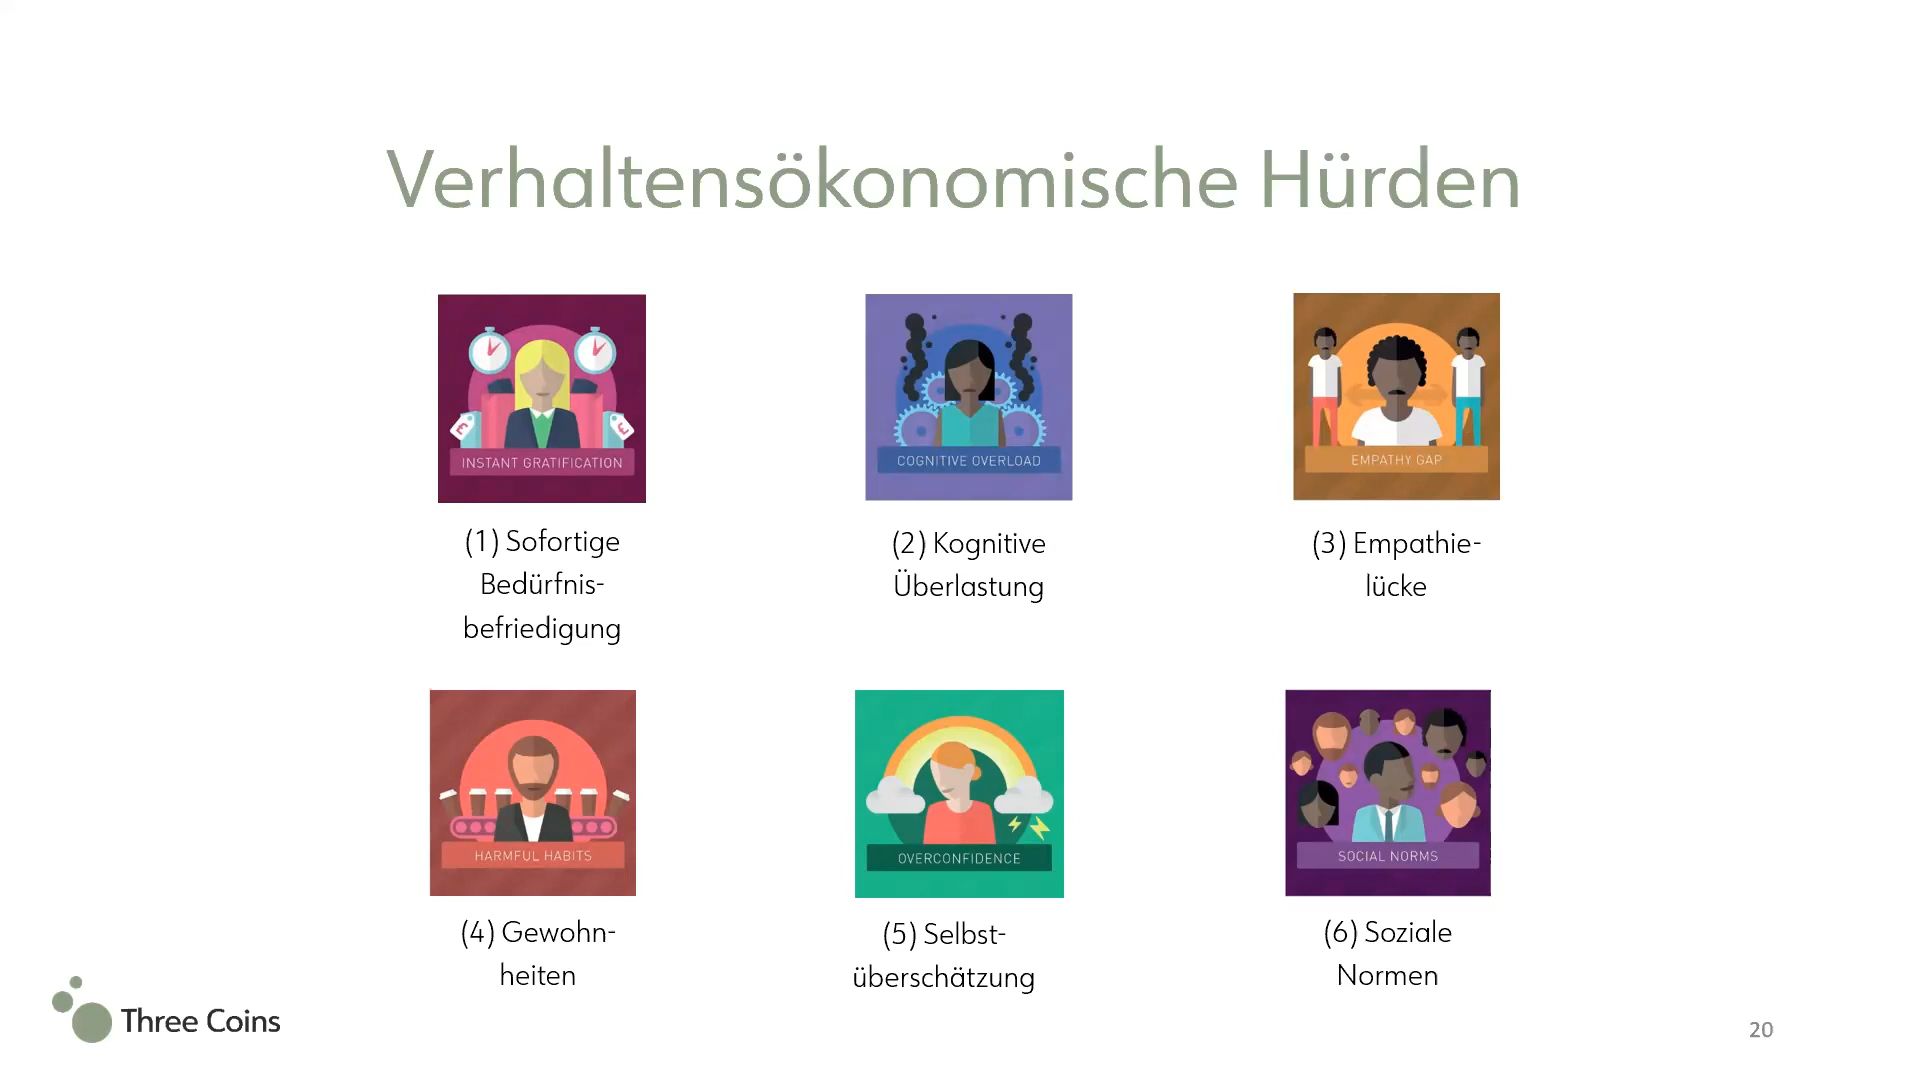 Verhaltensökonomische Hürden
INSTANT GRATIFICATION
COGNITIVE OVERLOAD
EMPATHY GAP
(1) Sofortige
Bedürfnis-
befriedigung
(2) Kognitive
Überlastung
(3) Empathie-
lücke
HARMFUL HABITS
OVERCONFIDENCE
SOCIAL NORMS
(4) Gewohn-
heiten
(5) Selbst-
überschätzung
(6) Soziale
Normen
Three Coins
20